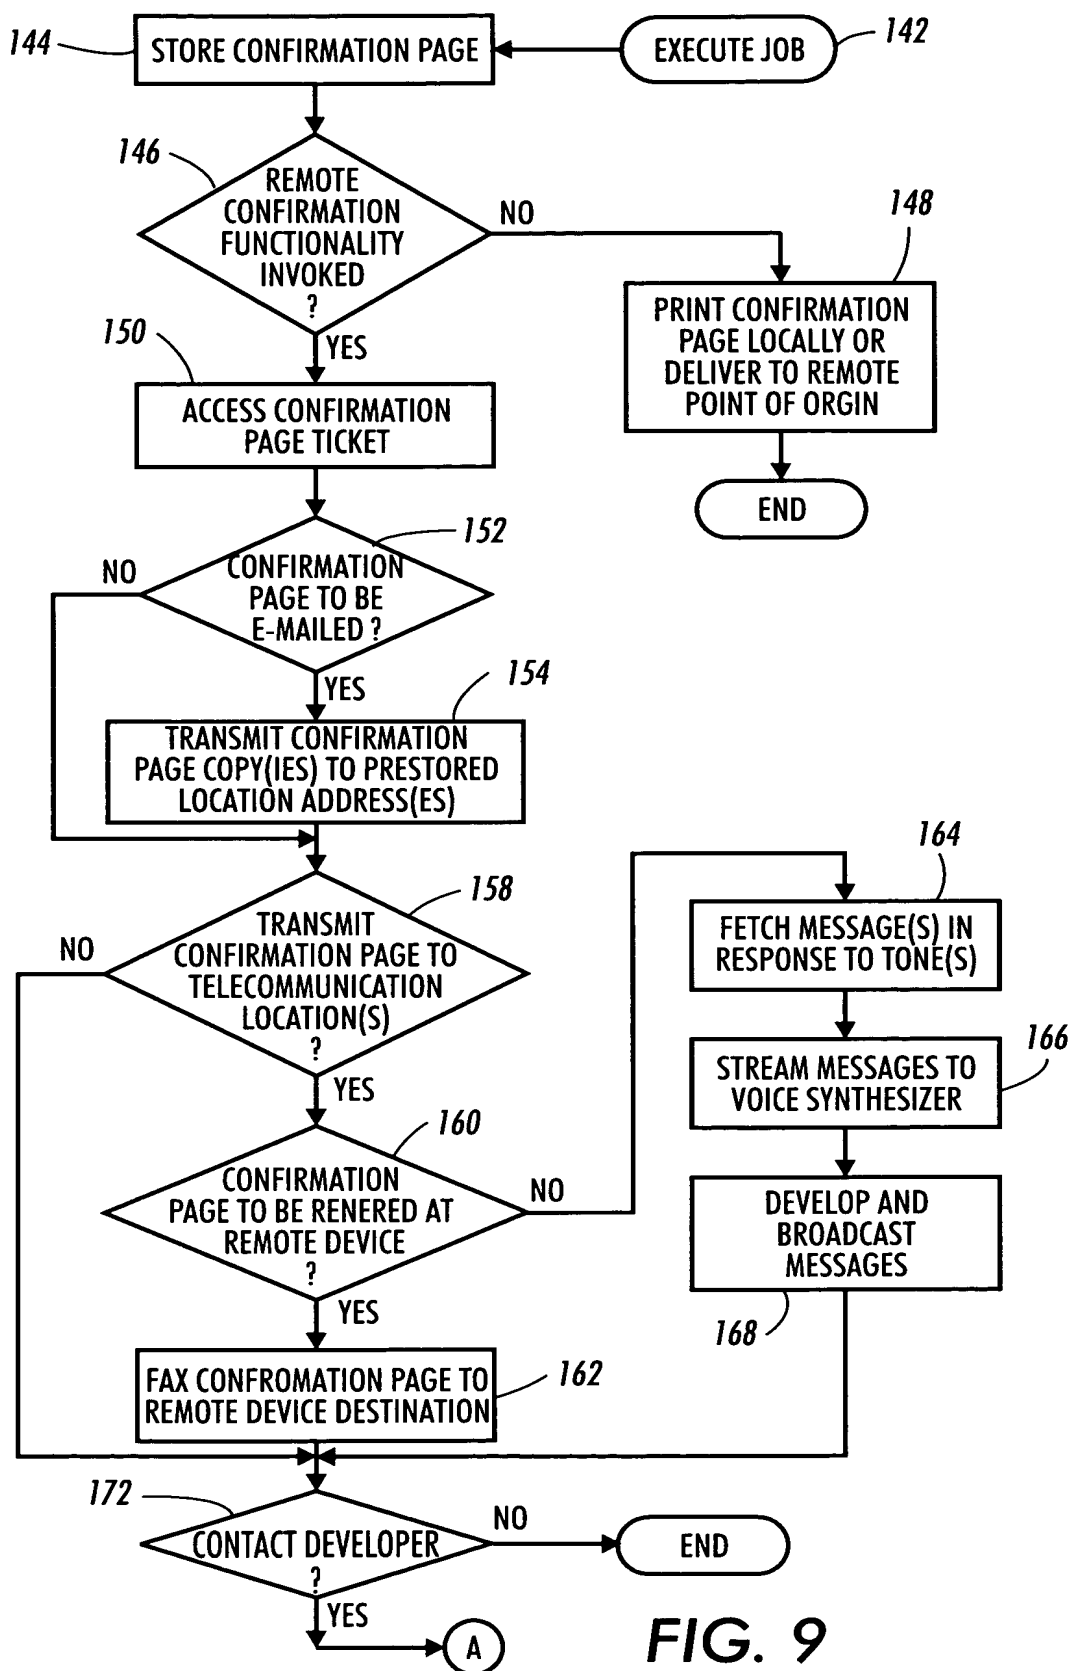 144
STORE CONFIRMATION PAGE
EXECUTE JOB
142
146
REMOTE
CONFIRMATION
FUNCTIONALITY
INVOKED
?
NO
148
PRINT CONFIRMATION
PAGE LOCALLY OR
DELIVER TO REMOTE
POINT OF ORGIN
END
YES
150
ACCESS CONFIRMATION
PAGE TICKET
152
CONFIRMATION
PAGE TO BE
E-MAILED ?
NO
YES
154
TRANSMIT CONFIRMATION
PAGE COPY(IES) TO PRESTORED
LOCATION ADDRESS(ES)
158
TRANSMIT
CONFIRMATION PAGE TO
TELECOMMUNICATION
LOCATION(S)
?
NO
YES
160
CONFIRMATION
PAGE TO BE RENERED AT
REMOTE DEVICE
?
NO
YES
164
FETCH MESSAGE(S) IN
RESPONSE TO TONE(S)
166
STREAM MESSAGES TO
VOICE SYNTHESIZER
DEVELOP AND
BROADCAST
MESSAGES
168
FAX CONFROMATION PAGE TO
REMOTE DEVICE DESTINATION
162
172
CONTACT DEVELOPER
?
NO
END
YES
A
FIG. 9